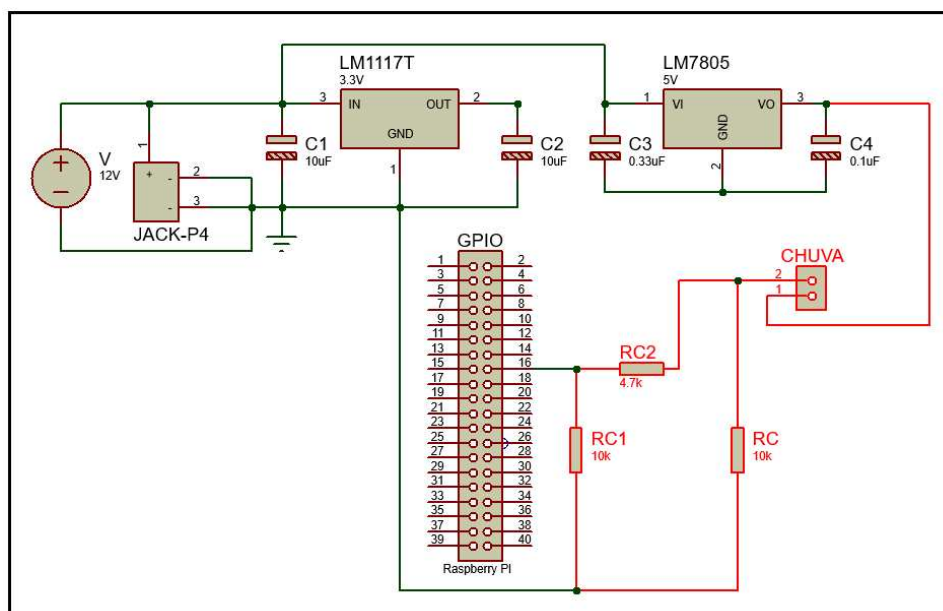 LM1117T
3.3V
3
IN
OUT
2
GND
1
C1
10uF
C2
10uF
LM7805
5V
1
VI
VO
3
GND
2
C3
0.33uF
C4
0.1uF
V
12V
1
+
-
2
-
3
JACK-P4
GPIO
1
2
3
4
5
6
7
8
9
10
11
12
13
14
15
16
17
18
19
20
21
22
23
24
25
26
27
28
29
30
31
32
33
34
35
36
37
38
39
40
Raspberry PI
CHUVA
2
1
RC2
4.7k
RC1
10k
RC
10k